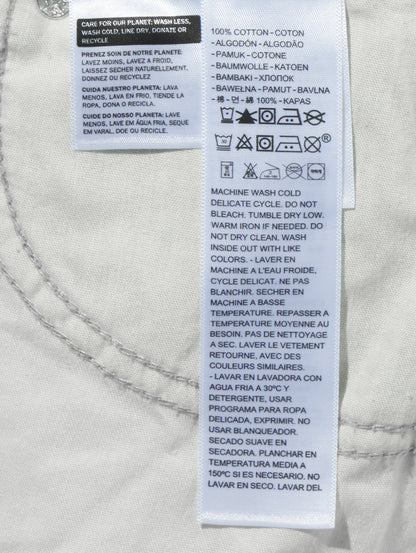 CARE FOR OUR PLANET: WASH LESS,
WASH COLD, LINE DRY, DONATE OR
RECYCLE
PRENEZ SOIN DE NOTRE PLANETE:
LAVEZ MOINS, LAVEZ A FROID,
LAISSEZ SECHER NATURELLEMENT.
DONNEZ OU RECYCLEZ
CUIDA NUESTRO PLANETA: LAVA
MENOS, LAVA EN FRIO, TIENDE LA
ROPA, DONA O RECICLA.
CUIDE DO NOSSO PLANETA: LAVE
MENOS, LAVE EM ÁGUA FRIA, SEQUE
EM VARAL, DOE OU RECICLE.
100% COTTON - COTON
- ALGODÓN - ALGODÃO
- PAMUK - COTONE
- BAUMWOLLE - KATOEN
- BAMBAKI - ХЛОПОК
- BAWEŁNA - PAMUT - BAVLNA
- 棉 - 면 - 綿 100% - KAPAS
®
MACHINE WASH COLD
DELICATE CYCLE. DO NOT
BLEACH. TUMBLE DRY LOW.
WARM IRON IF NEEDED. DO
NOT DRY CLEAN. WASH
INSIDE OUT WITH LIKE
COLORS. - LAVER EN
MACHINE A L'EAU FROIDE,
CYCLE DELICAT. NE PAS
BLANCHIR. SECHER EN
MACHINE A BASSE
TEMPERATURE. REPASSER A
TEMPERATURE MOYENNE AU
BESOIN. PAS DE NETTOYAGE
A SEC. LAVER LE VETEMENT
RETOURNE, AVEC DES
COULEURS SIMILAIRES.
- LAVAR EN LAVADORA CON
AGUA FRIA A 30ºC Y
DETERGENTE, USAR
PROGRAMA PARA ROPA
DELICADA, EXPRIMIR. NO
USAR BLANQUEADOR.
SECADO SUAVE EN
SECADORA. PLANCHAR EN
TEMPERATURA MEDIA A
150ºC SI ES NECESARIO. NO
LAVAR EN SECO. LAVAR DEL